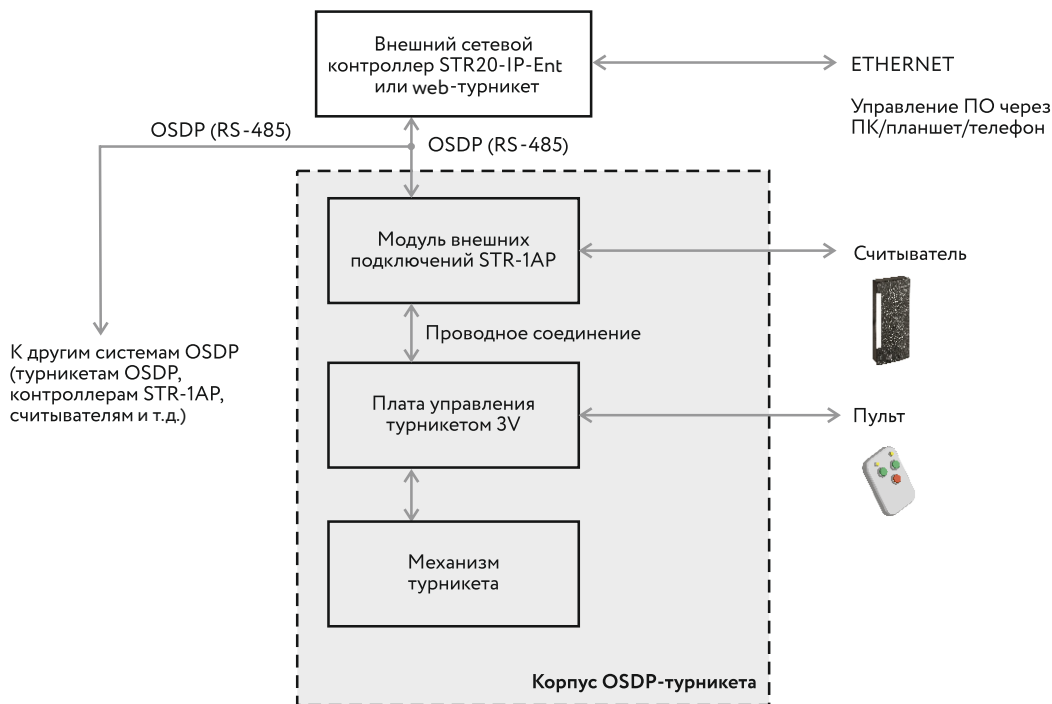 Внешний сетевой
контроллер STR20-IP-Ent
или web-турникет
ETHERNET
Управление ПО через
ПК/планшет/телефон
OSDP (RS-485)
OSDP (RS-485)
Модуль внешних
подключений STR-1AP
Считыватель
Проводное соединение
К другим системам OSDP
(турникетам OSDP,
контроллерам STR-1AP,
считывателям и т.д.)
Плата управления
турникетом 3V
Пульт
Механизм
турникета
Корпус OSDP-турникета